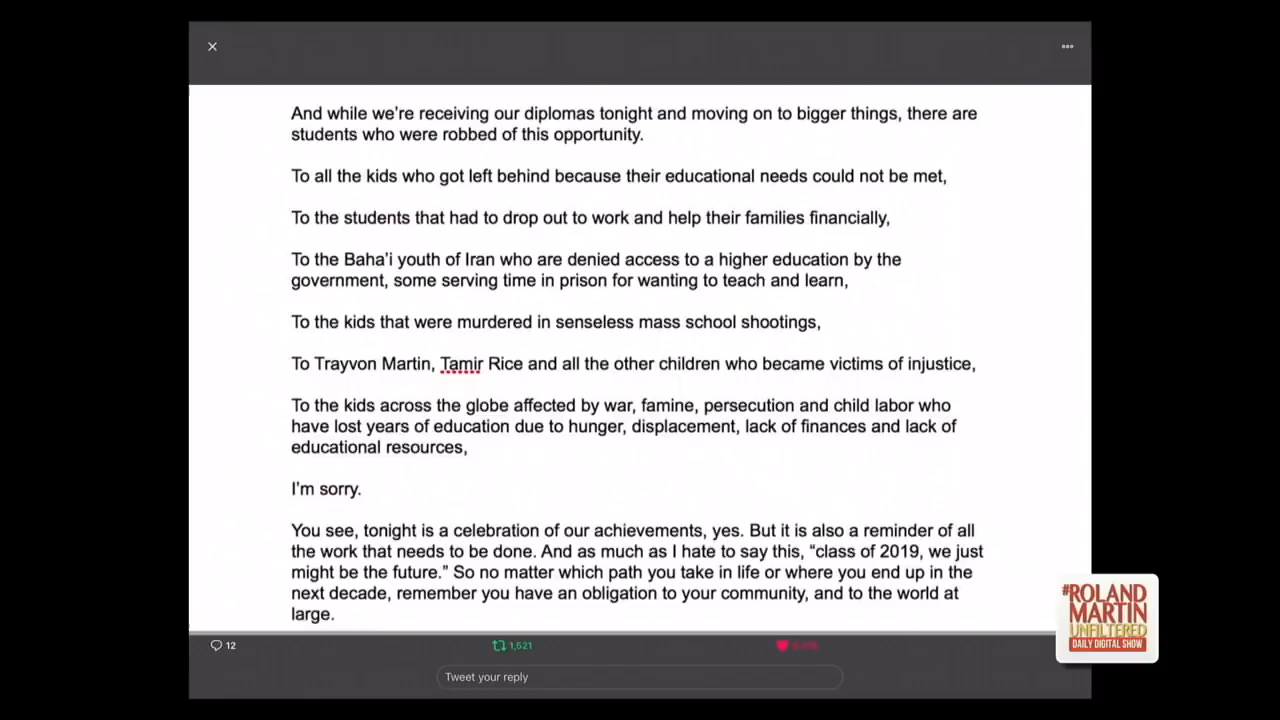 And while we're receiving our diplomas tonight and moving on to bigger things, there are
students who were robbed of this opportunity.
To all the kids who got left behind because their educational needs could not be met,
To the students that had to drop out to work and help their families financially,
To the Baha'i youth of Iran who are denied access to a higher education by the
government, some serving time in prison for wanting to teach and learn,
To the kids that were murdered in senseless mass school shootings,
To Trayvon Martin, Tamir Rice and all the other children who became victims of injustice,
To the kids across the globe affected by war, famine, persecution and child labor who
have lost years of education due to hunger, displacement, lack of finances and lack of
educational resources,
I'm sorry.
You see, tonight is a celebration of our achievements, yes. But it is also a reminder of all
the work that needs to be done. And as much as I hate to say this, “class of 2019, we just
might be the future.” So no matter which path you take in life or where you end up in the
next decade, remember you have an obligation to your community, and to the world at
large.
12
1,521
Tweet your reply
#ROLAND
MARTIN
UNFILTERED
DAILY DIGITAL SHOW